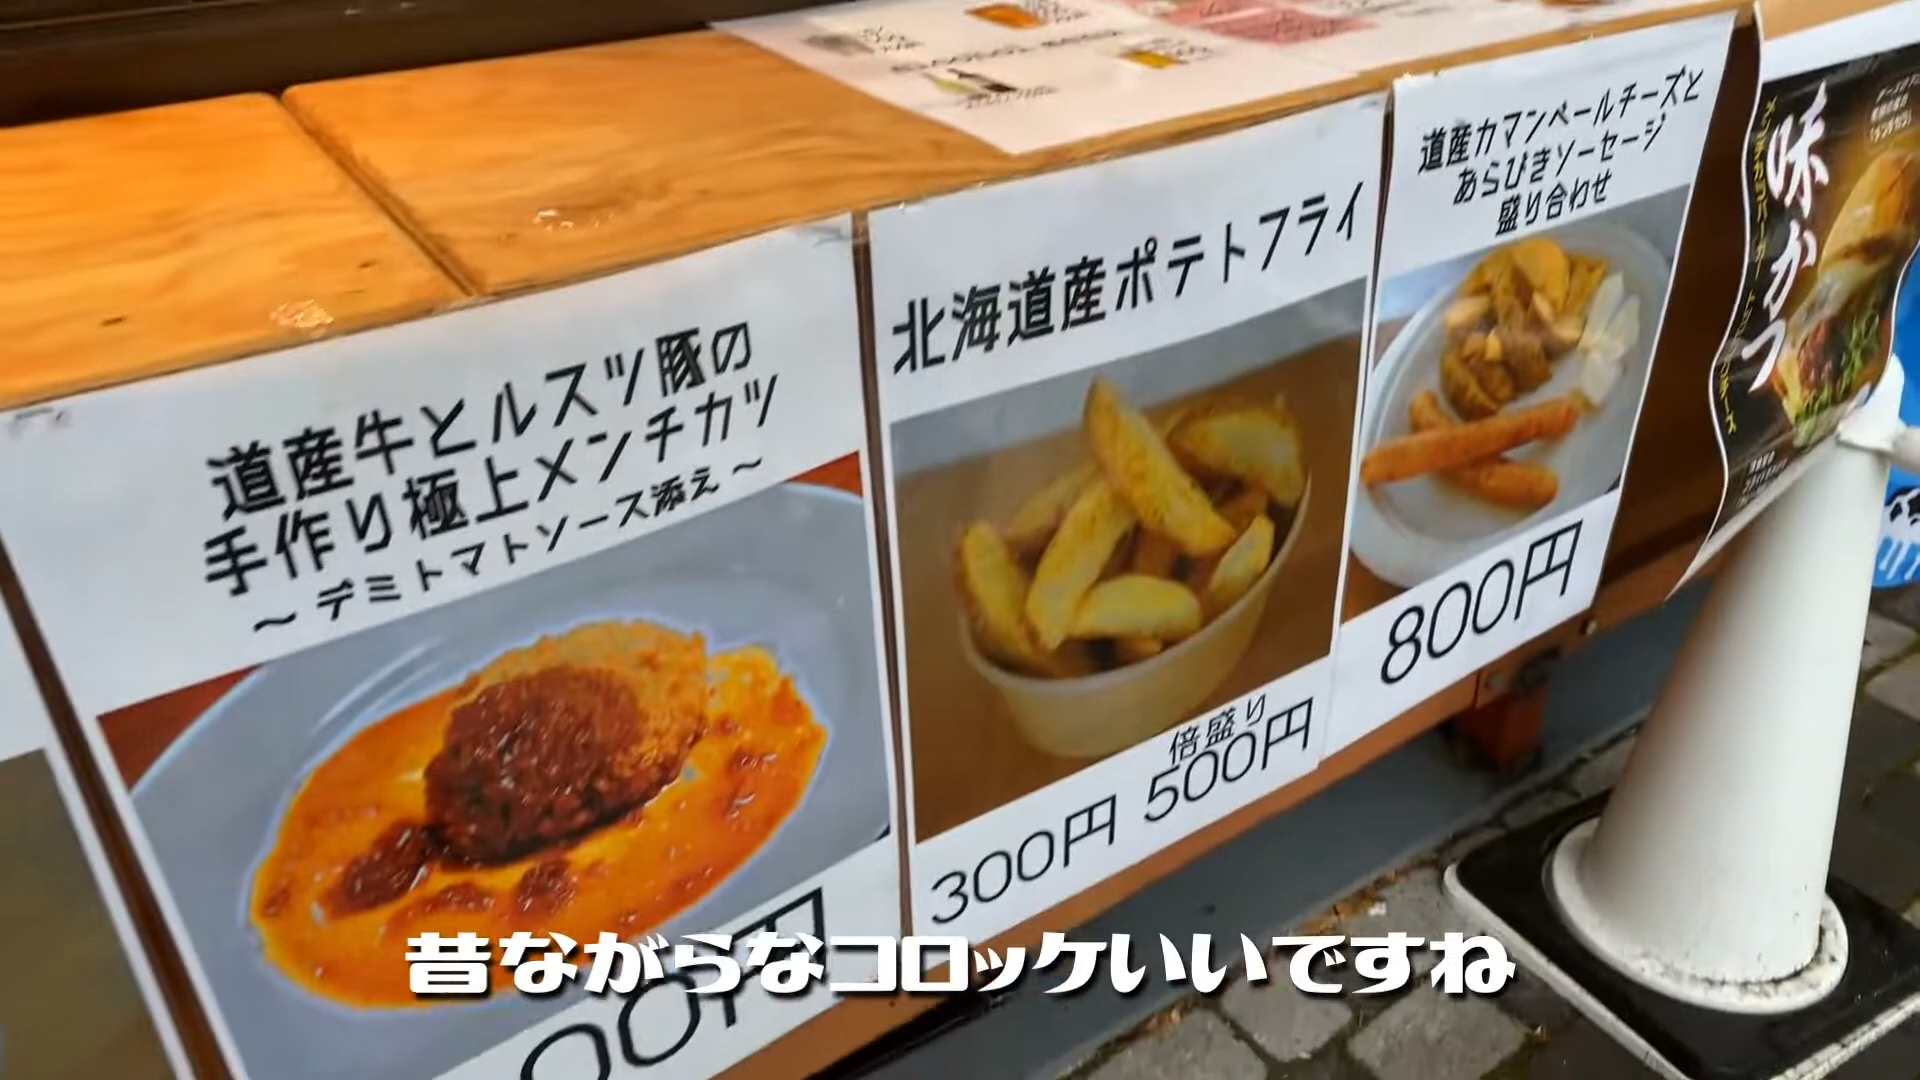 道産牛とルスツ豚の
手作り極上メンチカツ
～デミトマトソース添え～
00円
北海道産ポテトフライ
倍盛り
300円 500円
道産カマンベールチーズと
あらびきソーセージ
盛り合わせ
800円
味かつ
昔ながらなコロッケいいですね